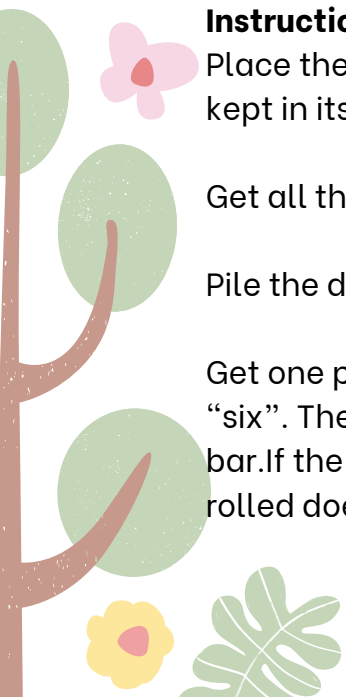 Instructio
Place the
kept in its
Get all th
Pile the d
Get one p
“six”. The
bar.If the
rolled doe